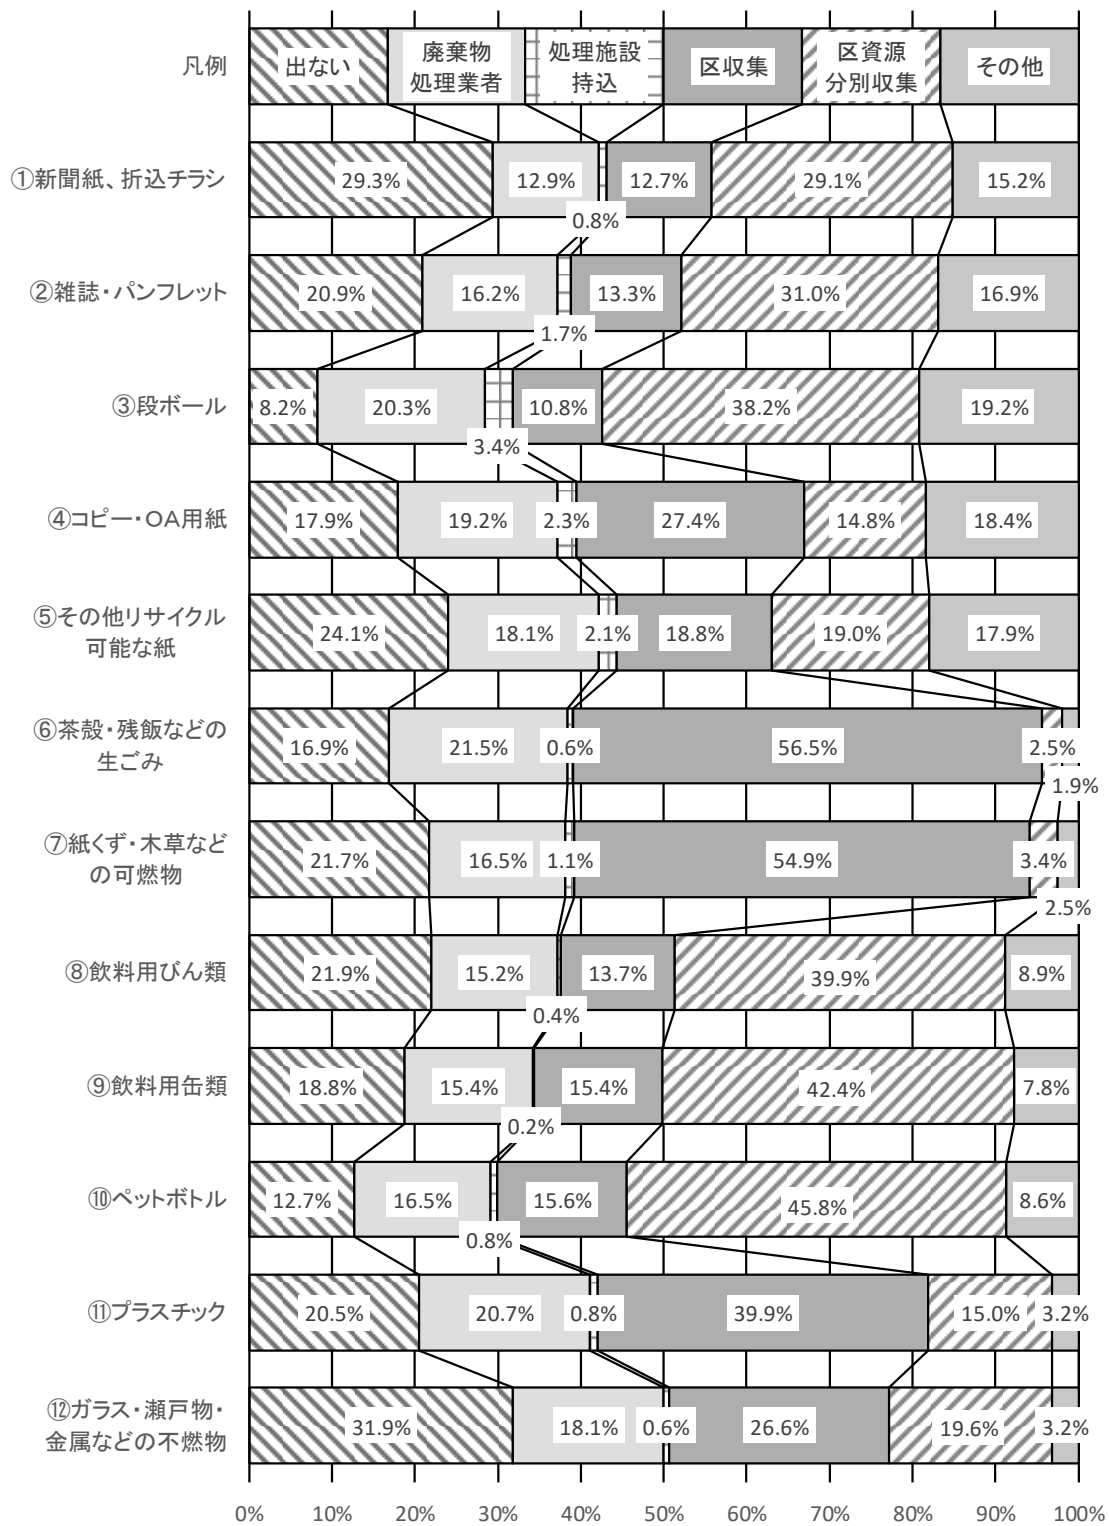 凡例
出ない
廃棄物
処理業者
処理施設
持込
区収集
区資源
分別収集
その他
①新聞紙、折込チラシ
29.3% 12.9% 0.8% 12.7% 29.1% 15.2%
②雑誌・パンフレット
20.9% 16.2% 1.7% 13.3% 31.0% 16.9%
③段ボール
8.2% 20.3% 3.4% 10.8% 38.2% 19.2%
④コピー・OA用紙
17.9% 19.2% 2.3% 27.4% 14.8% 18.4%
⑤その他リサイクル
可能な紙
24.1% 18.1% 2.1% 18.8% 19.0% 17.9%
⑥茶殻・残飯などの
生ごみ
16.9% 21.5% 0.6% 56.5% 2.5% 1.9%
⑦紙くず・木草など
の可燃物
21.7% 16.5% 1.1% 54.9% 3.4% 2.5%
⑧飲料用びん類
21.9% 15.2% 0.4% 13.7% 39.9% 8.9%
⑨飲料用缶類
18.8% 15.4% 0.2% 15.4% 42.4% 7.8%
⑩ペットボトル
12.7% 16.5% 0.8% 15.6% 45.8% 8.6%
⑪プラスチック
20.5% 20.7% 0.8% 39.9% 15.0% 3.2%
⑫ガラス・瀬戸物・
金属などの不燃物
31.9% 18.1% 0.6% 26.6% 19.6% 3.2%
0% 10% 20% 30% 40% 50% 60% 70% 80% 90% 100%